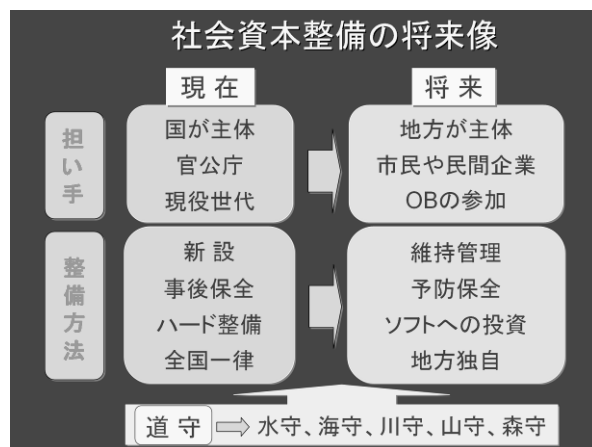 社会資本整備の将来像
現在
将来
担い手
国が主体
官公庁
現役世代
地方が主体
市民や民間企業
OBの参加
整備方法
新設
事後保全
ハード整備
全国一律
維持管理
予防保全
ソフトへの投資
地方独自
道守
水守、海守、川守、山守、森守